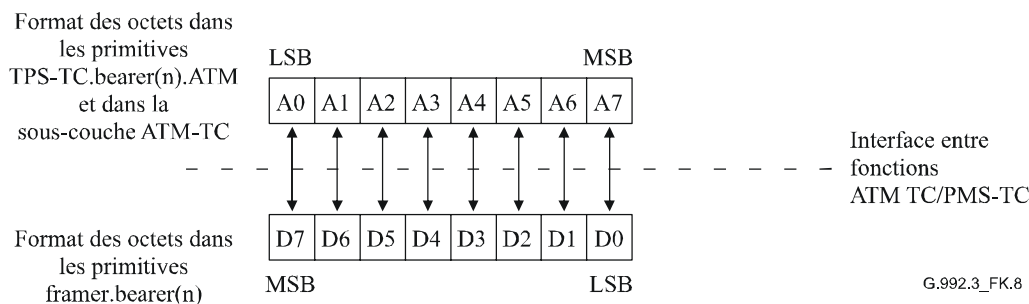 Format des octets dans
les primitives
TPS-TC.bearer(n).ATM
et dans la
sous-couche ATM-TC
LSB MSB
A0 A1 A2 A3 A4 A5 A6 A7
Interface entre
fonctions
ATM TC/PMS-TC
Format des octets dans
les primitives
framer.bearer(n)
D7 D6 D5 D4 D3 D2 D1 D0
MSB LSB
G.992.3_FK.8